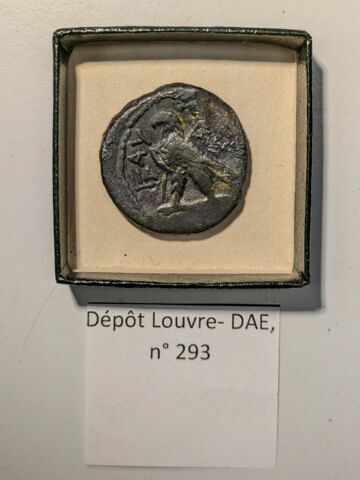 Dépôt Louvre- DAE,
n° 293